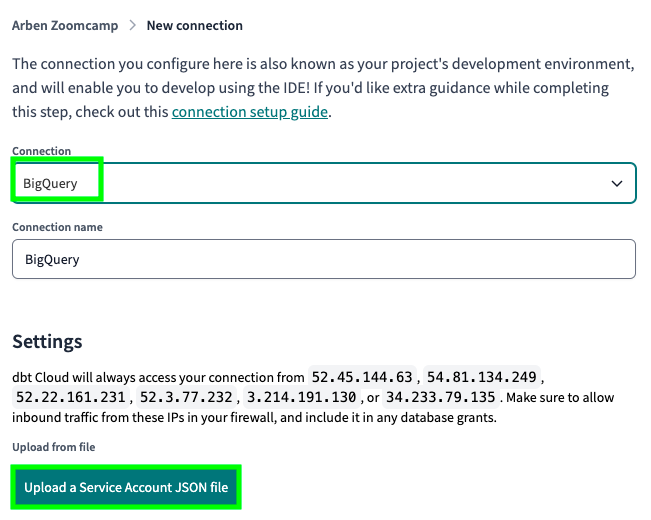 Arben Zoomcamp > New connection
The connection you configure here is also known as your project's development environment,
and will enable you to develop using the IDE! If you'd like extra guidance while completing
this step, check out this connection setup guide.
Connection
BigQuery
Connection name
BigQuery
Settings
dbt Cloud will always access your connection from 52.45.144.63, 54.81.134.249,
52.22.161.231, 52.3.77.232, 3.214.191.130, or 34.233.79.135. Make sure to allow
inbound traffic from these IPs in your firewall, and include it in any database grants.
Upload from file
Upload a Service Account JSON file